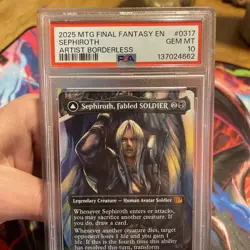 2025 MTG FINAL FANTASY EN #0317
SEPHIROTH GEM MT
ARTIST BORDERLESS 10
PSA 137024662
Sephiroth, Fabled SOLDIER
Legendary Creature — Human Avatar Soldier
Whenever Sephiroth enters or attacks,
you may sacrifice another creature. If
you do, draw a card.
Whenever another creature dies, target
opponent loses 1 life and you gain 1
life. If this is the fourth time this ability
has resolved this turn, transform